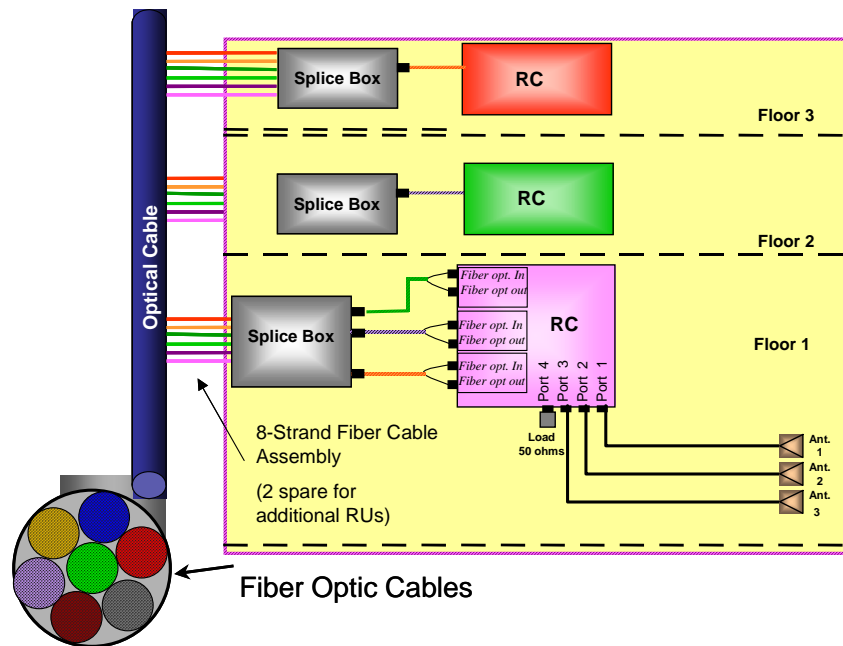 Splice Box
RC
Floor 3
Splice Box
RC
Floor 2
Optical Cable
Fiber opt. In
Fiber opt out
Fiber opt. In
Fiber opt out
Fiber opt. In
Fiber opt out
RC
Splice Box
Floor 1
Port 4
Port 3
Port 2
Port 1
Load
50 ohms
Ant.
1
Ant.
2
Ant.
3
8-Strand Fiber Cable
Assembly
(2 spare for
additional RUs)
Fiber Optic Cables